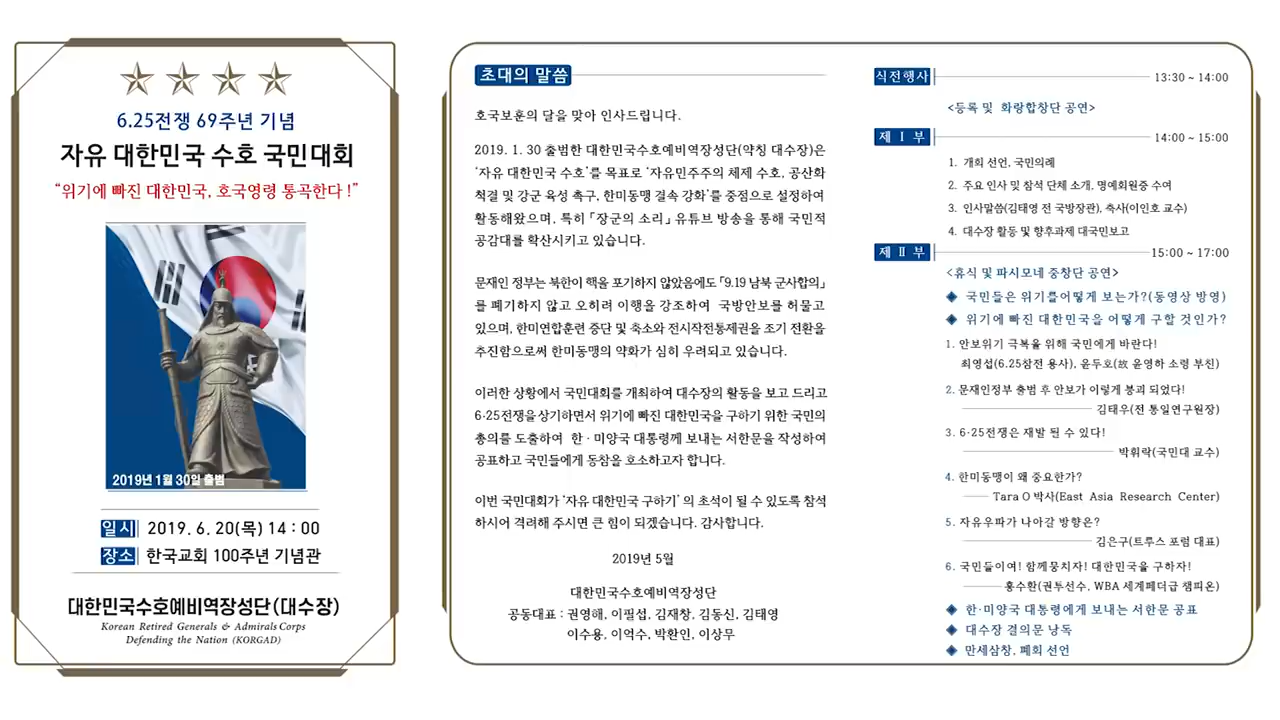 6.25전쟁 69주년 기념
자유 대한민국 수호 국민대회
“위기에 빠진 대한민국, 호국영령 통곡한다!”
2019년 1월 30일 출범
일시 2019. 6. 20(목) 14 : 00
장소 한국교회 100주년 기념관
대한민국수호예비역장성단(대수장)
Korean Retired Generals & Admirals Corps
Defending the Nation (KORGAD)
초대의 말씀
호국보훈의 달을 맞아 인사드립니다.
2019. 1. 30 출범한 대한민국수호예비역장성단(약칭 대수장)은
‘자유 대한민국 수호’를 목표로 ‘자유민주주의 체제 수호, 공산화
척결 및 강군 육성 촉구, 한미동맹 결속 강화’를 중점으로 설정하여
활동해왔으며, 특히 「장군의 소리」 유튜브 방송을 통해 국민적
공감대를 확산시키고 있습니다.
문재인 정부는 북한이 핵을 포기하지 않았음에도 「9.19 남북 군사합의」
를 폐기하지 않고 오히려 이행을 강조하여 국방안보를 허물고
있으며, 한미연합훈련 중단 및 축소와 전시작전통제권을 조기 전환을
추진함으로써 한미동맹의 약화가 심히 우려되고 있습니다.
이러한 상황에서 국민대회를 개최하여 대수장의 활동을 보고 드리고
6·25전쟁을 상기하면서 위기에 빠진 대한민국을 구하기 위한 국민의
총의를 도출하여 한·미양국 대통령께 보내는 서한문을 작성하여
공표하고 국민들에게 동참을 호소하고자 합니다.
이번 국민대회가 ‘자유 대한민국 구하기’ 의 초석이 될 수 있도록 참석
하시어 격려해 주시면 큰 힘이 되겠습니다. 감사합니다.
2019년 5월
대한민국수호예비역장성단
공동대표 : 권영해, 이필섭, 김재창, 김동신, 김태영
이수용, 이억수, 박환인, 이상무
식전행사 13:30 ~ 14:00
<등록 및 화랑합창단 공연>
제 Ⅰ 부 14:00 ~ 15:00
1. 개회 선언, 국민의례
2. 주요 인사 및 참석 단체 소개, 명예회원증 수여
3. 인사말씀(김태영 전 국방장관), 축사(이인호 교수)
4. 대수장 활동 및 향후과제 대국민보고
제 Ⅱ 부 15:00 ~ 17:00
<휴식 및 파시모네 중창단 공연>
◈ 국민들은 위기를어떻게 보는가?(동영상 방영)
◈ 위기에 빠진 대한민국을 어떻게 구할 것인가?
1. 안보위기 극복을 위해 국민에게 바란다!
최영섭(6.25참전 용사), 윤두호(故 윤영하 소령 부친)
2. 문재인정부 출범 후 안보가 이렇게 붕괴 되었다!
김태우(전 통일연구원장)
3. 6·25전쟁은 재발 될 수 있다!
박휘락(국민대 교수)
4. 한미동맹이 왜 중요한가?
Tara O 박사(East Asia Research Center)
5. 자유우파가 나아갈 방향은?
김은구(트루스 포럼 대표)
6. 국민들이여! 함께뭉치자! 대한민국을 구하자!
홍수환(권투선수, WBA 세계페더급 챔피온)
◈ 한·미양국 대통령에게 보내는 서한문 공표
◈ 대수장 결의문 낭독
◈ 만세삼창, 폐회 선언